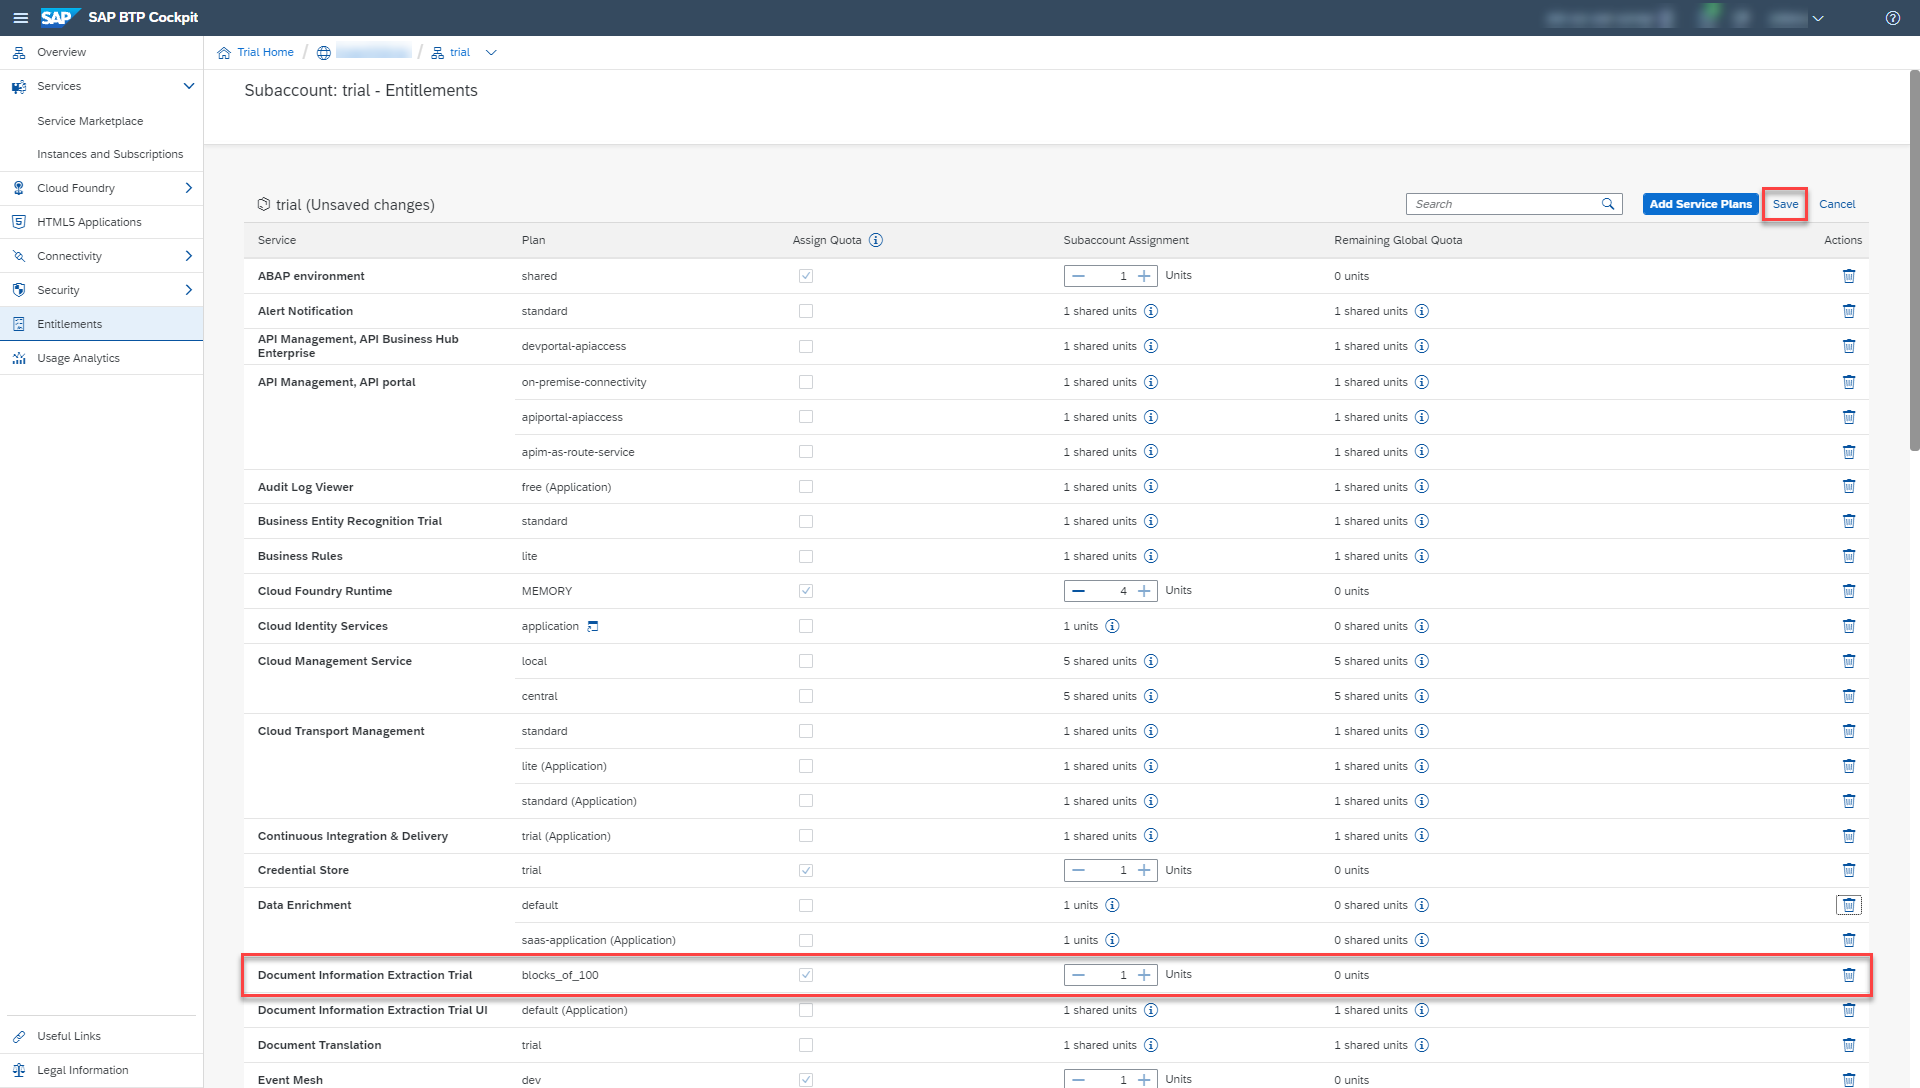 SAP SAP BTP Cockpit
Overview
Services
Service Marketplace
Instances and Subscriptions
Cloud Foundry
HTML5 Applications
Connectivity
Security
Entitlements
Usage Analytics
Useful Links
Legal Information
Trial Home / / trial
Subaccount: trial - Entitlements
trial (Unsaved changes) Search Add Service Plans Save Cancel
Service Plan Assign Quota Subaccount Assignment Remaining Global Quota Actions
ABAP environment shared 1 Units 0 units
Alert Notification standard 1 shared units 1 shared units
API Management, API Business Hub
Enterprise devportal-apiaccess 1 shared units 1 shared units
API Management, API portal on-premise-connectivity 1 shared units 1 shared units
apiportal-apiaccess 1 shared units 1 shared units
apim-as-route-service 1 shared units 1 shared units
Audit Log Viewer free (Application) 1 shared units 1 shared units
Business Entity Recognition Trial standard 1 shared units 1 shared units
Business Rules lite 1 shared units 1 shared units
Cloud Foundry Runtime MEMORY 4 Units 0 units
Cloud Identity Services application 1 units 0 shared units
Cloud Management Service local 5 shared units 5 shared units
central 5 shared units 5 shared units
Cloud Transport Management standard 1 shared units 1 shared units
lite (Application) 1 shared units 1 shared units
standard (Application) 1 shared units 1 shared units
Continuous Integration & Delivery trial (Application) 1 shared units 1 shared units
Credential Store trial 1 Units 0 units
Data Enrichment default 1 units 0 shared units
saas-application (Application) 1 units 0 shared units
Document Information Extraction Trial blocks_of_100 1 Units 0 units
Document Information Extraction Trial UI default (Application) 1 shared units 1 shared units
Document Translation trial 1 shared units 1 shared units
Event Mesh dev 1 Units 0 units